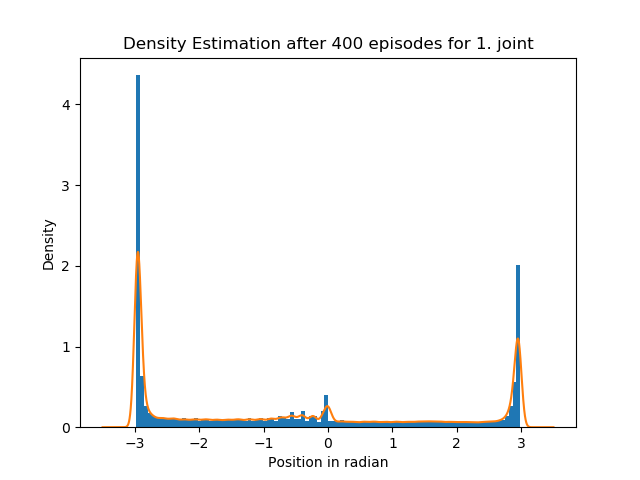 Density Estimation after 400 episodes for 1. joint
4
3
2
1
0
Density
−3 −2 −1 0 1 2 3
Position in radian